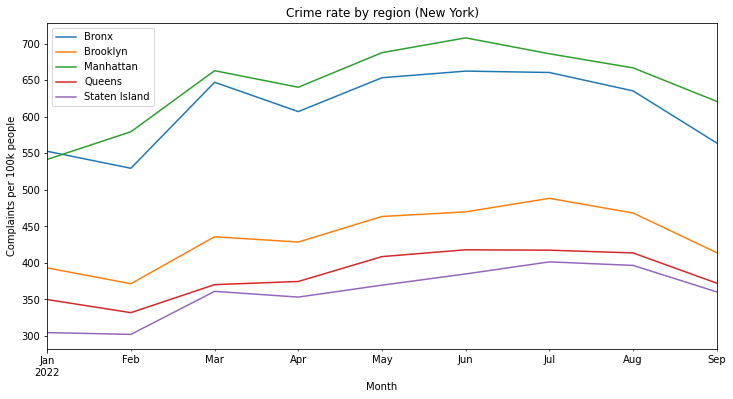 Crime rate by region (New York)
Bronx
Brooklyn
Manhattan
Queens
Staten Island
Complaints per 100k people
700
650
600
550
500
450
400
350
300
Jan Feb Mar Apr May Jun Jul Aug Sep
2022
Month